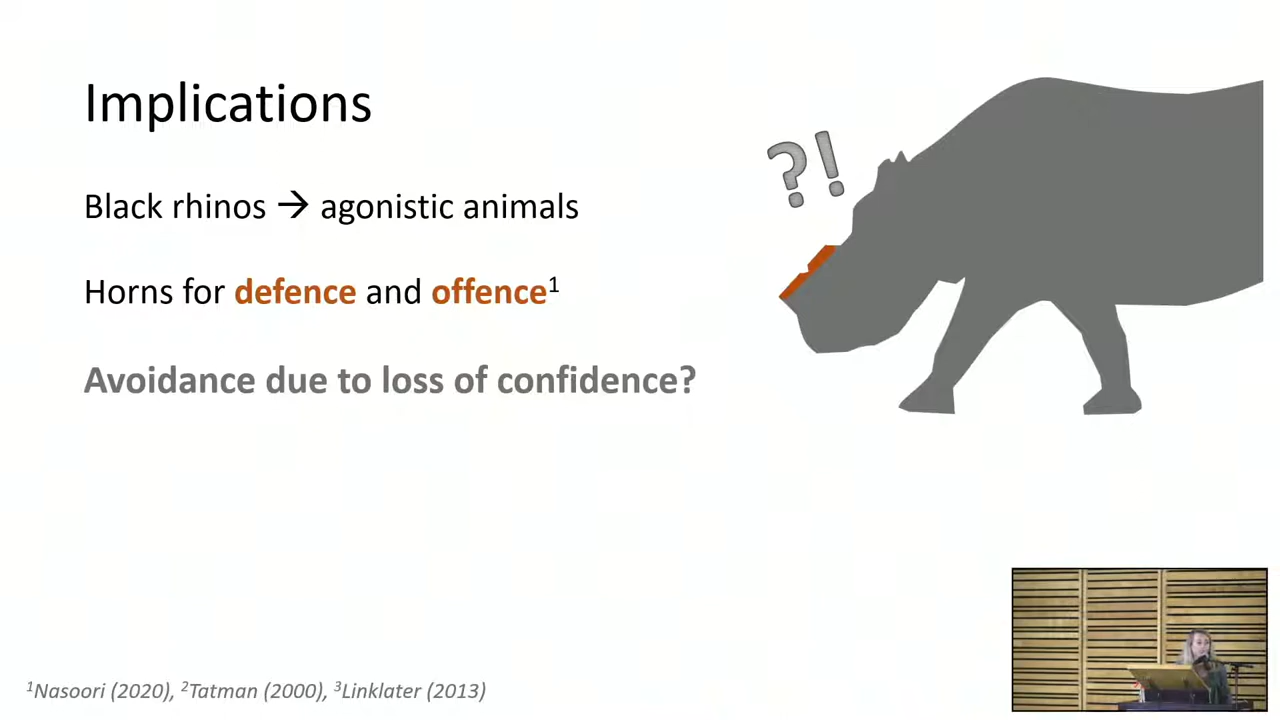 Implications
Black rhinos → agonistic animals
Horns for defence and offence¹
Avoidance due to loss of confidence?
?!
¹Nasoori (2020), ²Tatman (2000), ³Linklater (2013)